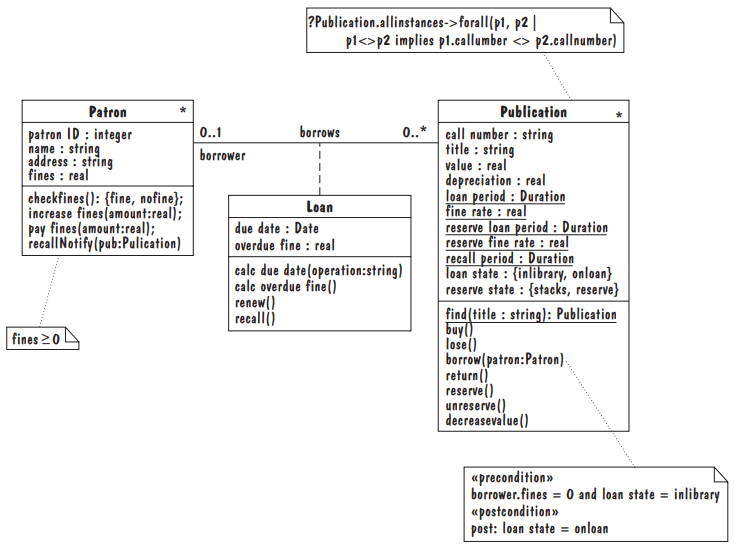 ?Publication.allinstances->forall(p1, p2 |
p1<>p2 implies p1.callumber <> p2.callnumber)
Patron *
patron ID : integer
name : string
address : string
fines : real
checkfines(): {fine, nofine};
increase fines(amount:real);
pay fines(amount:real);
recallNotify(pub:Pulication)
0..1 borrows 0..*
borrower
Publication *
call number : string
title : string
value : real
depreciation : real
loan period : Duration
fine rate : real
reserve loan period : Duration
reserve fine rate : real
recall period : Duration
loan state : {inlibrary, onloan}
reserve state : {stacks, reserve}
find(title : string): Publication
buy()
lose()
borrow(patron:Patron)
return()
reserve()
unreserve()
decreasevalue()
Loan
due date : Date
overdue fine : real
calc due date(operation:string)
calc overdue fine()
renew()
recall()
fines ≥ 0
«precondition»
borrower.fines = 0 and loan state = inlibrary
«postcondition»
post: loan state = onloan